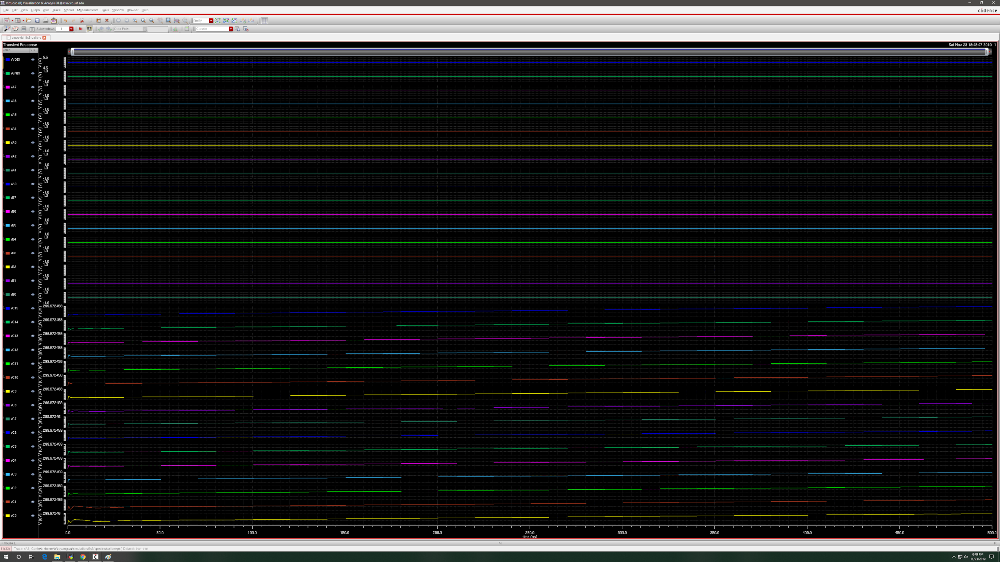 Virtuoso (R) Visualization & Analysis XL@scln2.rc.usf.edu
File Edit View Graph Axis Trace Marker Measurements Tools Window Browser Help
cādence
family
Subwindows: 1 Data Point Classic
cmosvlsi 8x8 calibre
Transient Response Sat Nov 23 18:48:47 2019 1
Name Vis
/VDD! V (V) 5.5
4.5
/GND! V (V) 1.0
-1.0
/A7 V (V) 1.0
-1.0
/A6 V (V) 1.0
-1.0
/A5 V (V) 1.0
-1.0
/A4 V (V) 1.0
-1.0
/A3 V (V) 1.0
-1.0
/A2 V (V) 1.0
-1.0
/A1 V (V) 1.0
-1.0
/A0 V (V) 1.0
-1.0
/B7 V (V) 1.0
-1.0
/B6 V (V) 1.0
-1.0
/B5 V (V) 1.0
-1.0
/B4 V (V) 1.0
-1.0
/B3 V (V) 1.0
-1.0
/B2 V (V) 1.0
-1.0
/B1 V (V) 1.0
-1.0
/B0 V (V) 1.0
-1.0
/C15 V (uV) 299.972458
/C14 V (uV) 299.972458
/C13 V (uV) 299.972458
/C12 V (uV) 299.972458
/C11 V (uV) 299.972458
/C10 V (uV) 299.972458
/C9 V (uV) 299.972458
/C8 V (uV) 299.972458
/C7 V (uV) 299.97246
/C6 V (uV) 299.972459
/C5 V (uV) 299.972459
/C4 V (uV) 299.972459
/C3 V (uV) 299.972459
/C2 V (uV) 299.972459
/C1 V (uV) 299.972459
/C0 V (uV) 299.97246
0.0 50.0 100.0 150.0 200.0 250.0 300.0 350.0 400.0 450.0 500.0
time (ns)
mouse L: M: R:
11(33) Trace: /A4; Context: /home/b/boyangwu/simulation/8x8/spectre/calibre/psf; Dataset: tran-tran
6:49 PM
11/23/2019